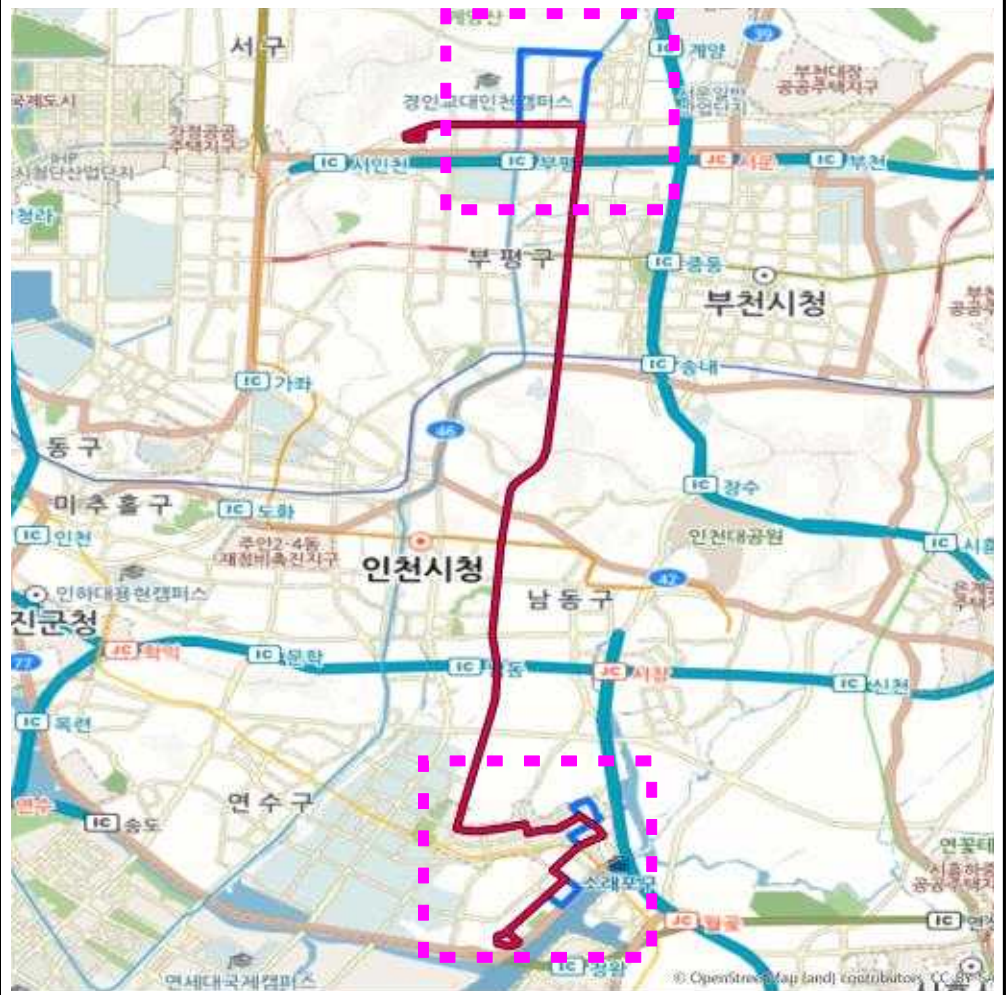 서구
IC 계양
39
부천대장
공공주택지구
국제도시
경인교대인천캠퍼스
서운일반
산업단지
강정공공
주택지구
IHP
시첨단산업단지
IC 서인천
IC 부평
JC 서운
IC 부천
청라
부평구
IC 중동
부천시청
IC 송내
IC 가좌
46
동구
IC 장수
미추홀구
IC 도화
IC 인천
주안2·4동
재정비촉진지구
인천시청
인천대공원
42
인하대용현캠퍼스
남동구
진군청
JC 학익
77
IC 문학
IC 남동
JC 서창
IC 신천
IC 옥련
연수구
연수
IC 송도
소래포구
JC 월곶
IC 정왕
연세대국제캠퍼스
© OpenStreetMap (and) contributors, CC-BY-SA